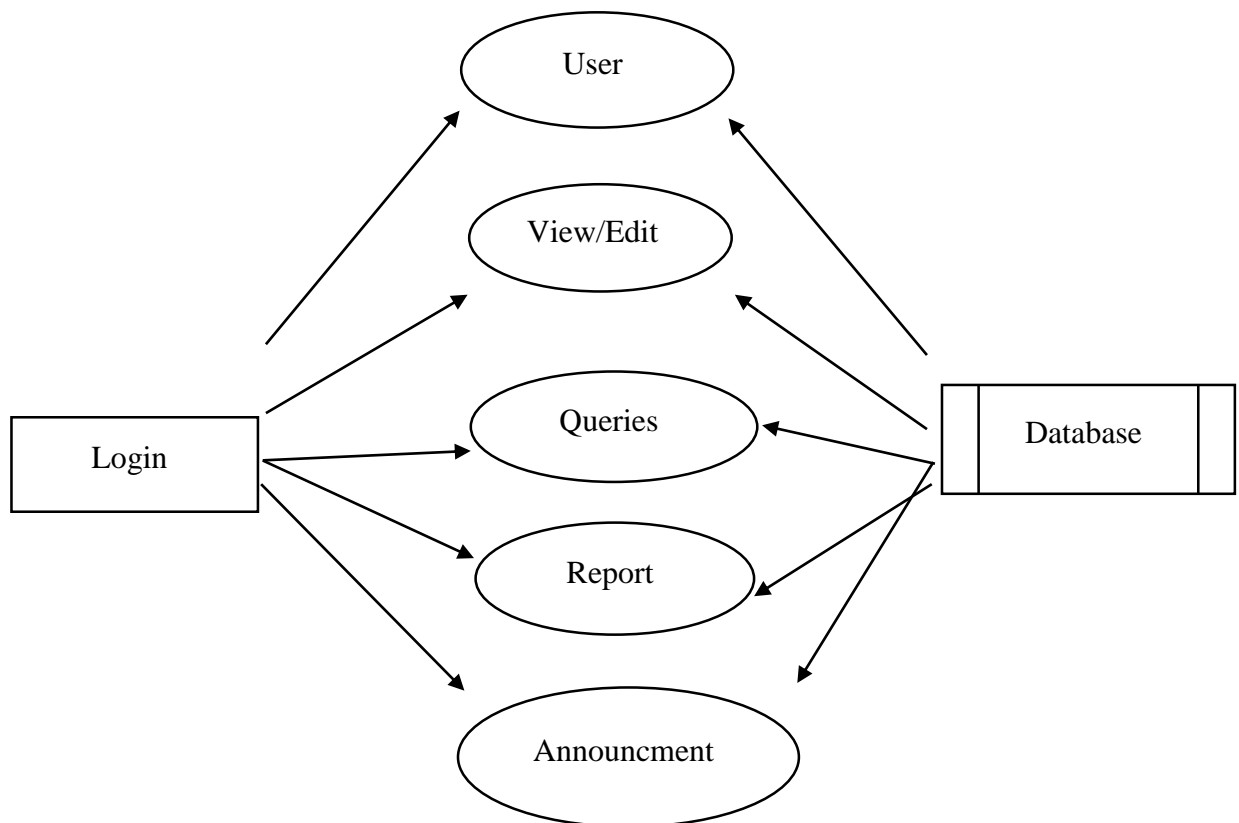 User
View/Edit
Queries
Database
Login
Report
Announcment